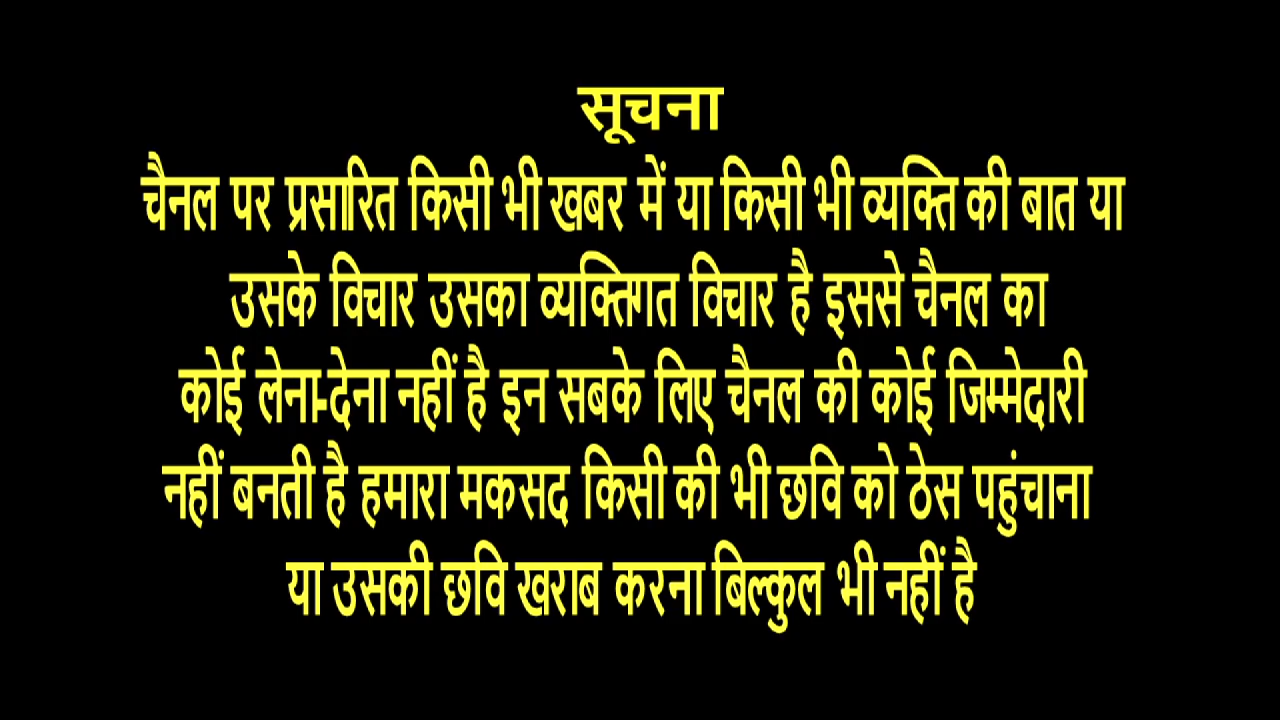 सूचना
चैनल पर प्रसारित किसी भी खबर में या किसी भी व्यक्ति की बात या
उसके विचार उसका व्यक्तिगत विचार है इससे चैनल का
कोई लेना-देना नहीं है इन सबके लिए चैनल की कोई जिम्मेदारी
नहीं बनती है हमारा मकसद किसी की भी छवि को ठेस पहुंचाना
या उसकी छवि खराब करना बिल्कुल भी नहीं है